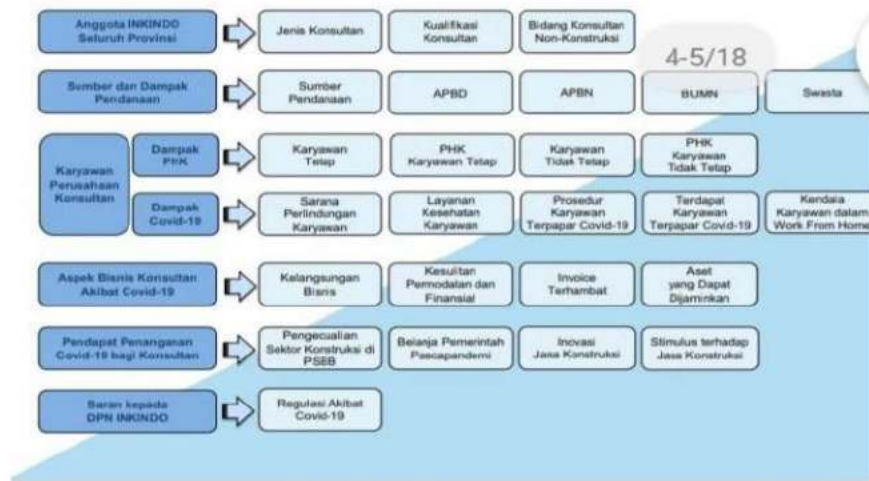 Anggota INKINDO
Seluruh Provinsi
Jenis Konsultan
Kualifikasi
Konsultan
Bidang Konsultan
Non-Konstruksi
4-5/18
Sumber dan Dampak
Pendanaan
Sumber
Pendanaan
APBD
APBN
BUMN
Swasta
Karyawan
Perusahaan
Konsultan
Dampak
PHK
Karyawan
Tetap
PHK
Karyawan Tetap
Karyawan
Tidak Tetap
PHK
Karyawan
Tidak Tetap
Dampak
Covid-19
Sarana
Perlindungan
Karyawan
Layanan
Kesehatan
Karyawan
Prosedur
Karyawan
Terpapar Covid-19
Terdapat
Karyawan
Terpapar Covid-19
Kendala
Karyawan dalam
Work From Home
Aspek Bisnis Konsultan
Akibat Covid-19
Kelangsungan
Bisnis
Kesulitan
Permodalan dan
Finansial
Invoice
Terhambat
Aset
yang Dapat
Dijaminkan
Pendapat Penanganan
Covid-19 bagi Konsultan
Pengecualian
Sektor Konstruksi di
PSBB
Belanja Pemerintah
Pascapandemi
Inovasi
Jasa Konstruksi
Stimulus terhadap
Jasa Konstruksi
Saran kepada
DPN INKINDO
Regulasi Akibat
Covid-19